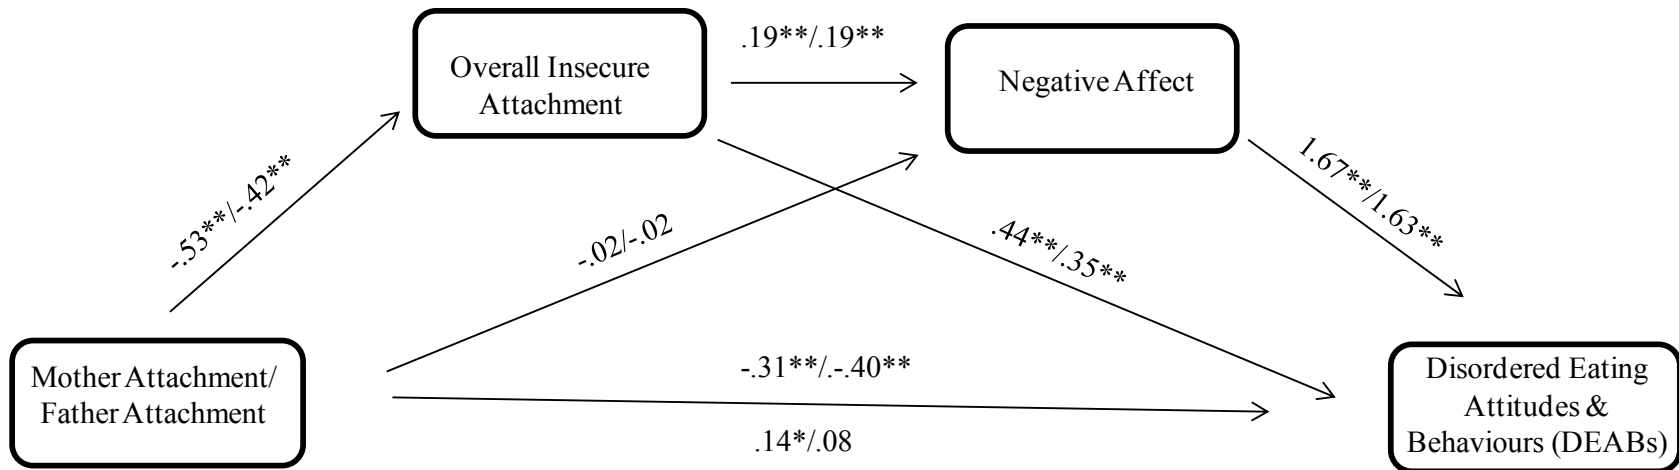 .19**/.19**
Overall Insecure
Attachment
Negative Affect
-.53**/-.42**
1.67**/1.63**
-.02/-.02
.44**/.35**
Mother Attachment/
Father Attachment
-.31**/.-.40**
.14*/.08
Disordered Eating
Attitudes &
Behaviours (DEABs)